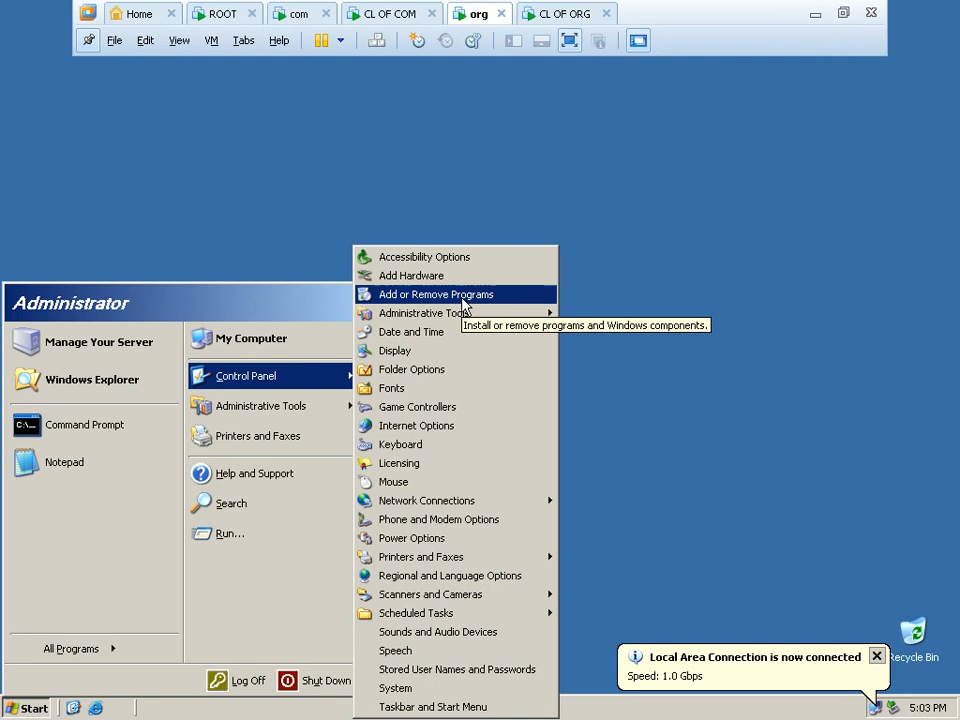 Home ROOT com CL OF COM org CL OF ORG
File Edit View VM Tabs Help
Administrator
Manage Your Server
Windows Explorer
Command Prompt
Notepad
All Programs
My Computer
Control Panel
Administrative Tools
Printers and Faxes
Help and Support
Search
Run...
Log Off Shut Down
Accessibility Options
Add Hardware
Add or Remove Programs
Administrative Tools
Install or remove programs and Windows components.
Date and Time
Display
Folder Options
Fonts
Game Controllers
Internet Options
Keyboard
Licensing
Mouse
Network Connections
Phone and Modem Options
Power Options
Printers and Faxes
Regional and Language Options
Scanners and Cameras
Scheduled Tasks
Sounds and Audio Devices
Speech
Stored User Names and Passwords
System
Taskbar and Start Menu
Recycle Bin
Local Area Connection is now connected
Speed: 1.0 Gbps
Start
5:03 PM